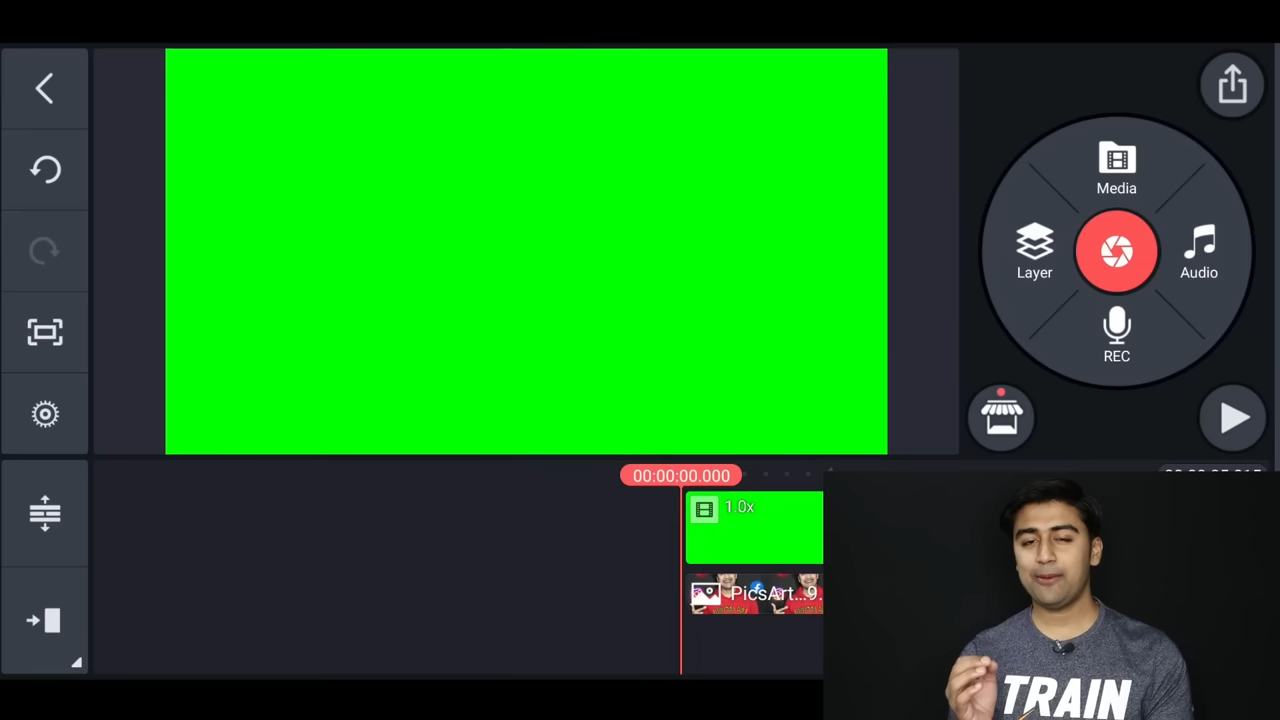 Media
Layer
Audio
REC
00:00:00.000
1.0x
PicsArt...9.
TRAIN